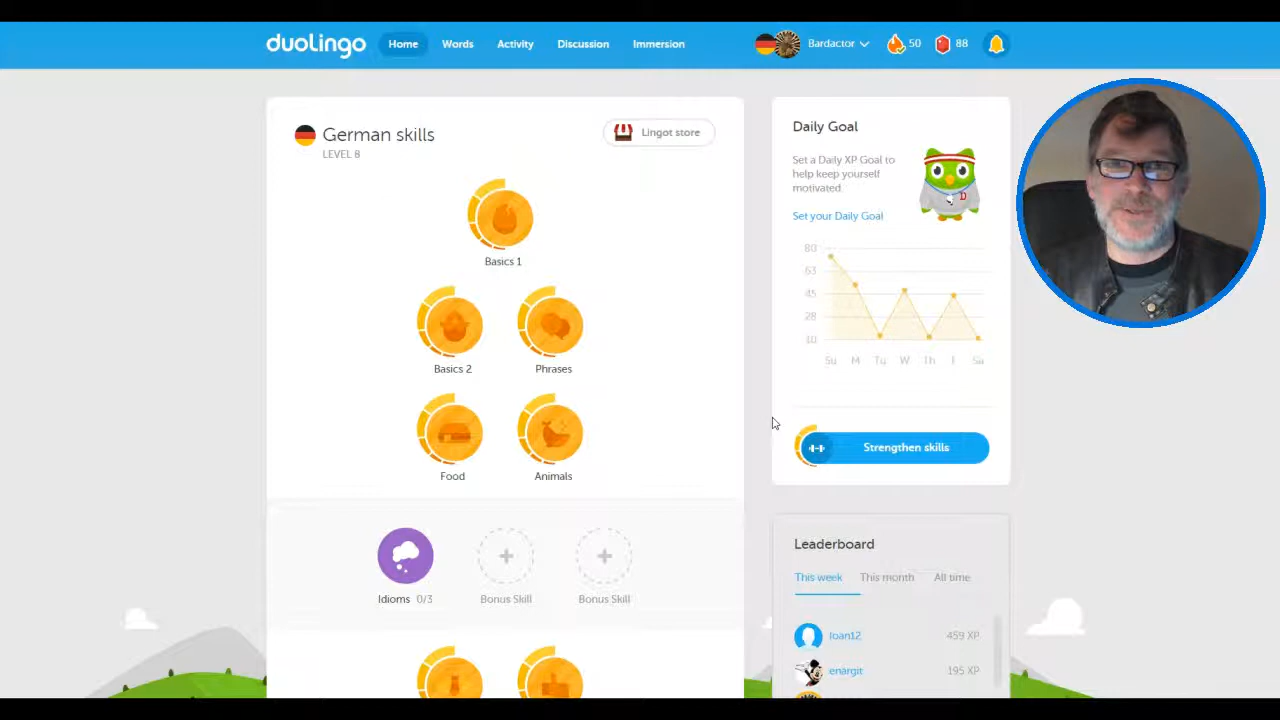 duolingo
Home
Words
Activity
Discussion
Immersion
Bardactor
50
88
German skills
LEVEL 8
Lingot store
Basics 1
Basics 2
Phrases
Food
Animals
Idioms 0/3
Bonus Skill
Bonus Skill
Daily Goal
Set a Daily XP Goal to
help keep yourself
motivated.
Set your Daily Goal
80
63
45
28
10
Su M Tu W Th F Sa
Strengthen skills
Leaderboard
This week
This month
All time
loan12
459 XP
enargit
195 XP